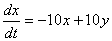 dx/dt = −10x + 10y